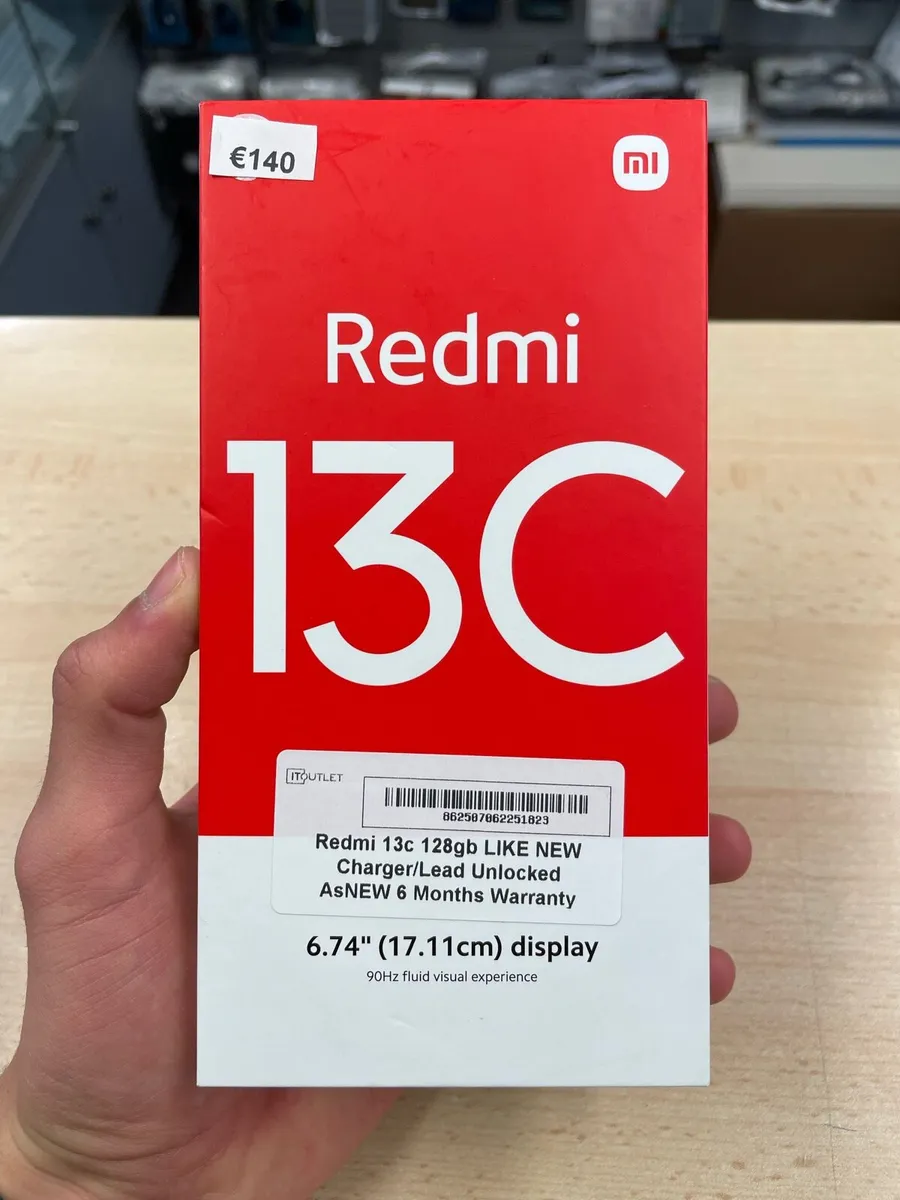 €140
mi
Redmi
13C
ITOUTLET
862507062251823
Redmi 13c 128gb LIKE NEW
Charger/Lead Unlocked
AsNEW 6 Months Warranty
6.74" (17.11cm) display
90Hz fluid visual experience